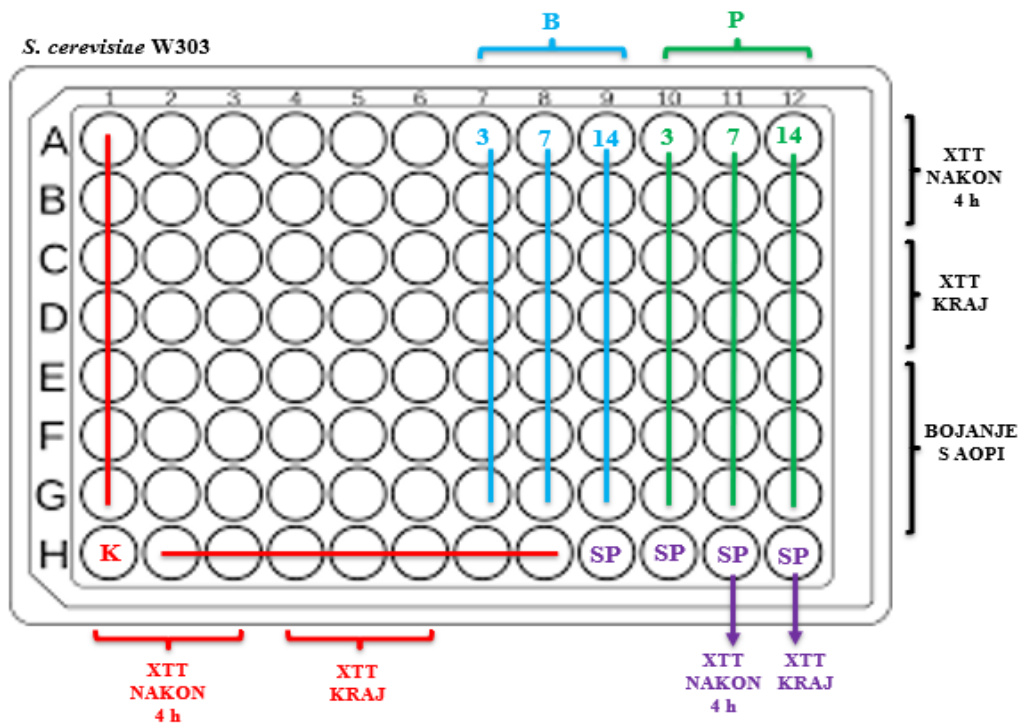 B P
S. cerevisiae W303
1 2 3 4 5 6 7 8 9 10 11 12
A 3 7 14 3 7 14
XTT
NAKON
4 h
B
C
XTT
KRAJ
D
E
F
BOJANJE
S AOPI
G
H K SP SP SP SP
XTT
NAKON
4 h
XTT
KRAJ
XTT
NAKON
4 h
XTT
KRAJ